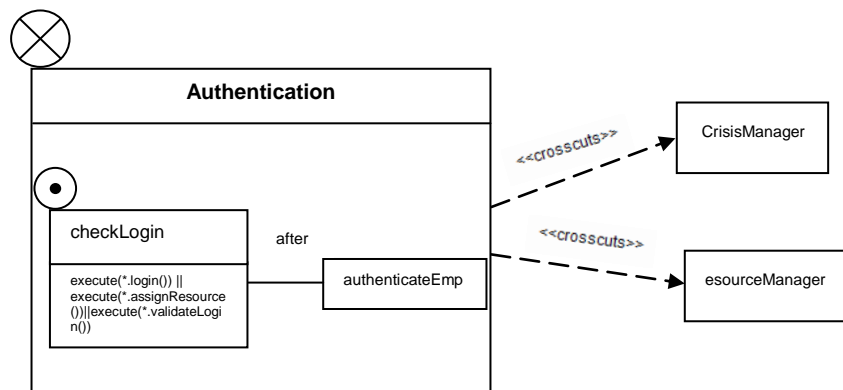 Authentication
<<crosscuts>>
CrisisManager
checkLogin
after
<<crosscuts>>
execute(*.login()) ||
execute(*.assignResource
())||execute(*.validateLogi
n())
authenticateEmp
esourceManager